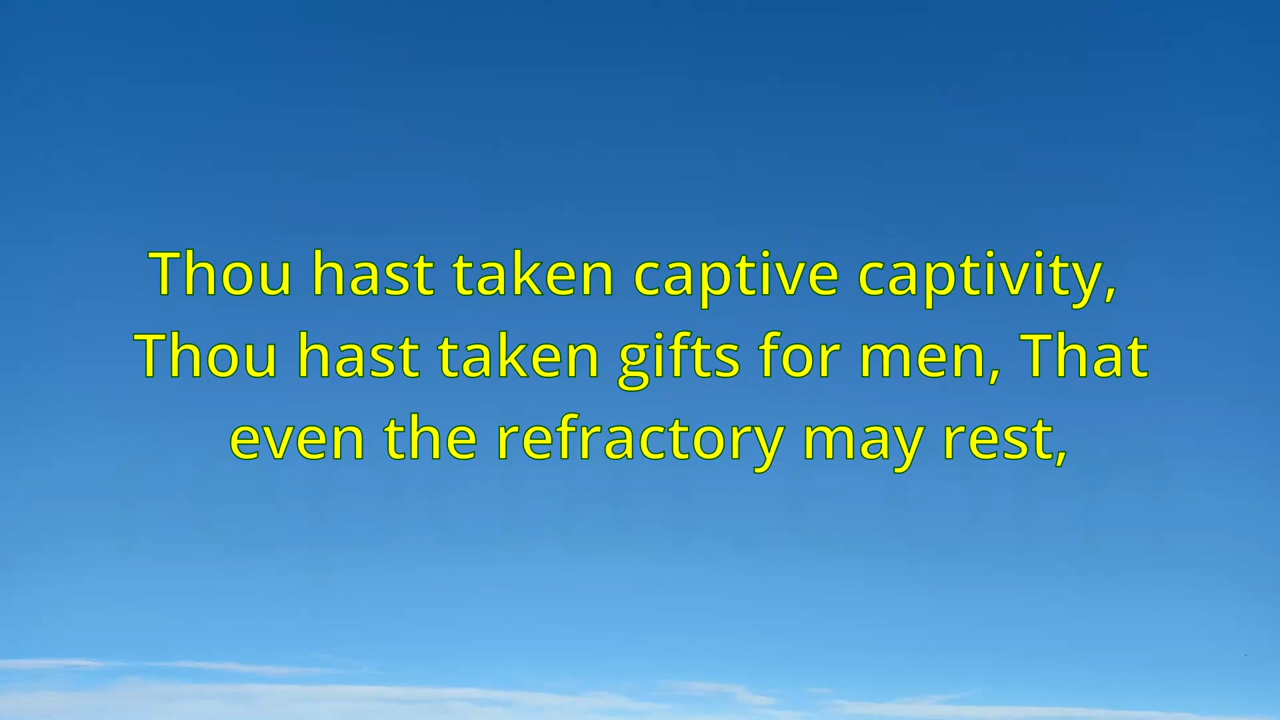 Thou hast taken captive captivity,
Thou hast taken gifts for men, That
even the refractory may rest,